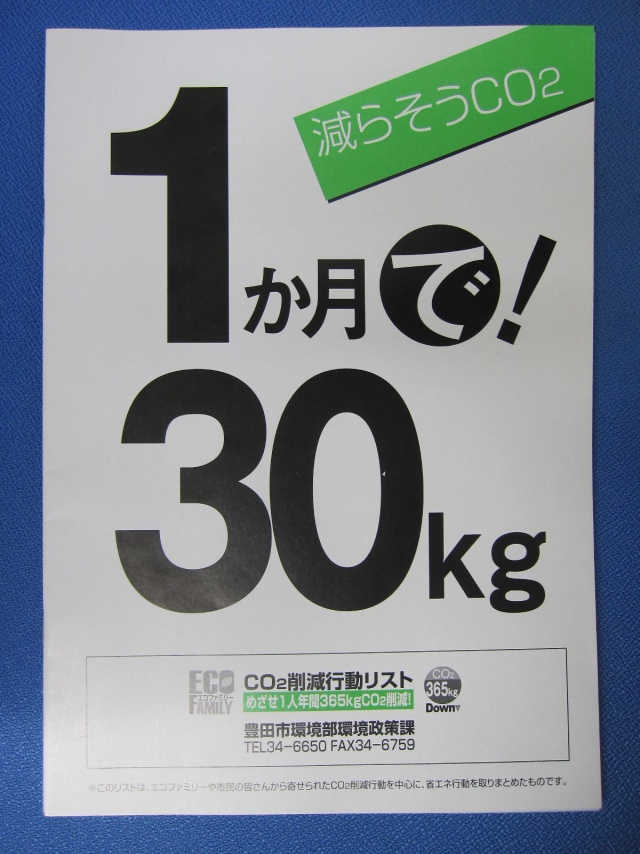 減らそうCO2
1か月で!
30kg
ECO
エコファミリー
FAMILY
CO2削減行動リスト
めざせ1人年間365kgCO2削減!
CO2
365kg
Down▼
豊田市環境部環境政策課
TEL34-6650 FAX34-6759
※このリストは、エコファミリーや市民の皆さんから寄せられたCO2削減行動を中心に、省エネ行動を取りまとめたものです。